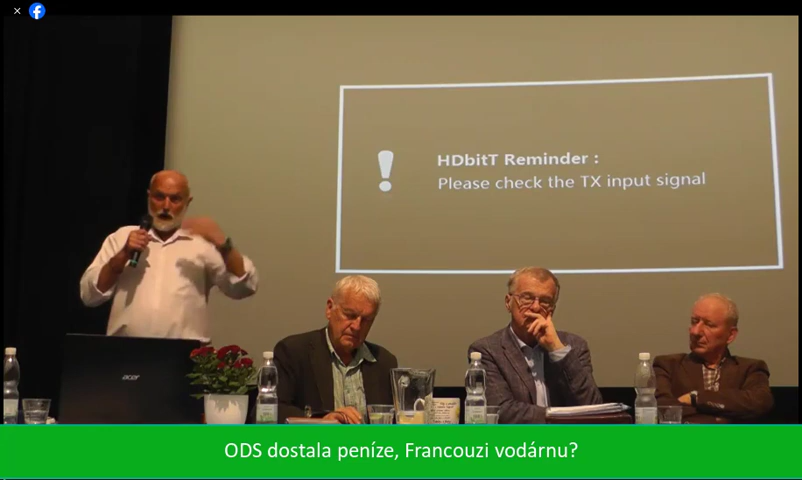 HDbitT Reminder :
Please check the TX input signal
acer
ODS dostala peníze, Francouzi vodárnu?